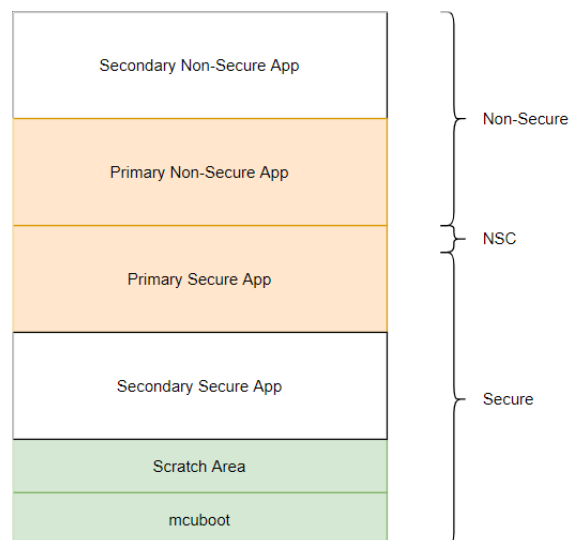 Secondary Non-Secure App
Non-Secure
Primary Non-Secure App
NSC
Primary Secure App
Secondary Secure App
Secure
Scratch Area
mcuboot